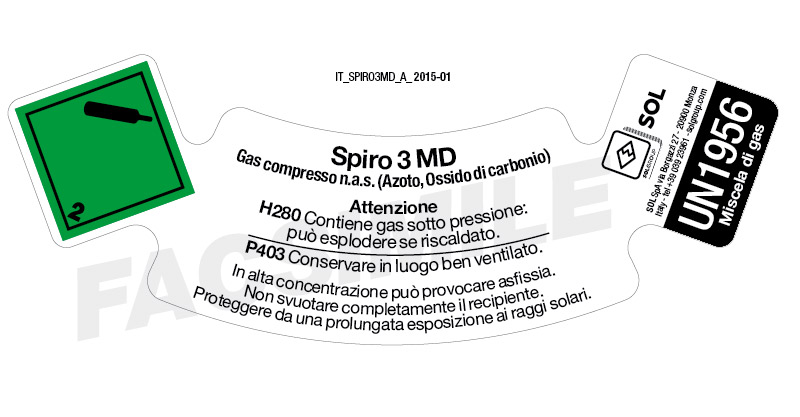 IT_SPIRO3MD_A_ 2015-01
2
Spiro 3 MD
Gas compresso n.a.s. (Azoto, Ossido di carbonio)
Attenzione
H280 Contiene gas sotto pressione:
può esplodere se riscaldato.
P403 Conservare in luogo ben ventilato.
In alta concentrazione può provocare asfissia.
Non svuotare completamente il recipiente.
Proteggere da una prolungata esposizione ai raggi solari.
FACSIMILE
SOL
SOLGROUP
SOL SpA via Borgazzi 27 - 20900 Monza
Italy - tel +39 039 23961 - solgroup.com
UN1956
Miscela di gas